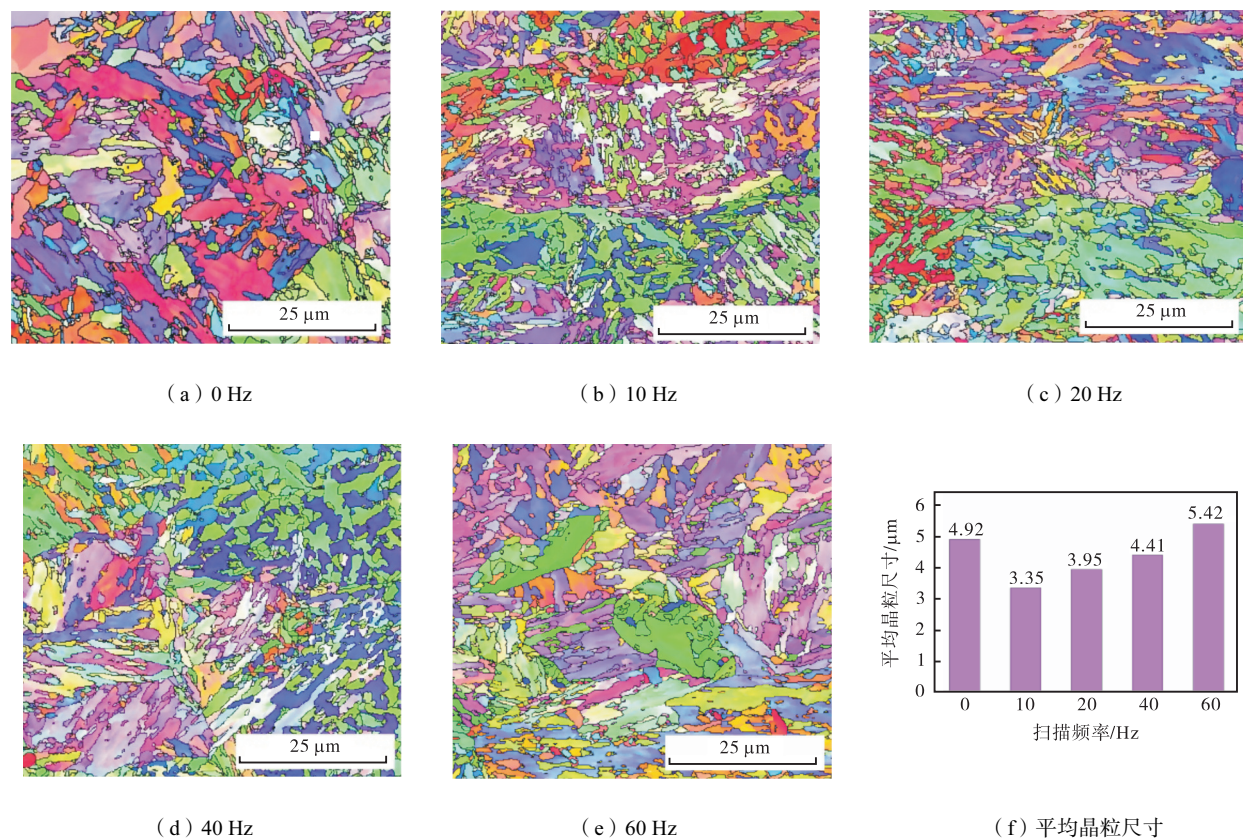 25 μm
25 μm
25 μm
(a)0 Hz
(b)10 Hz
(c)20 Hz
25 μm
25 μm
平均晶粒尺寸/μm
6
5
4
3
2
1
0
4.92
3.35
3.95
4.41
5.42
0 10 20 40 60
扫描频率/Hz
(d)40 Hz
(e)60 Hz
(f)平均晶粒尺寸